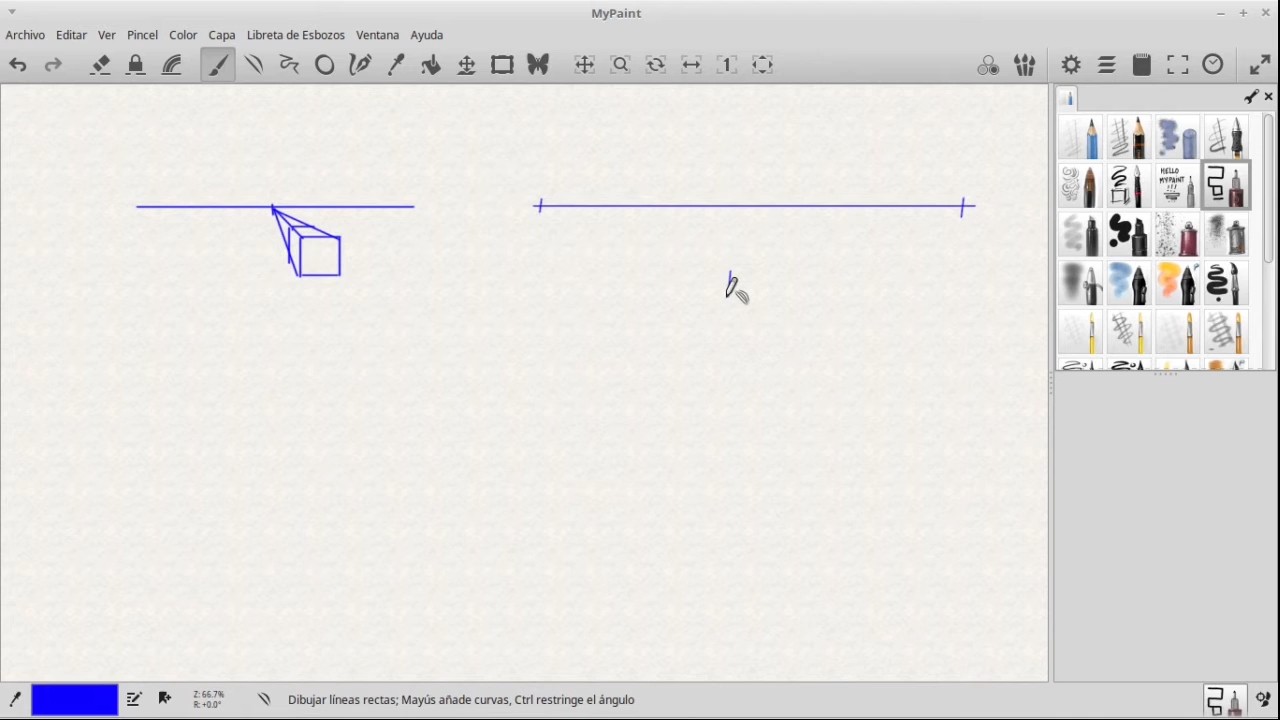 MyPaint
Archivo Editar Ver Pincel Color Capa Libreta de Esbozos Ventana Ayuda
1
HELLO
MYPAINT
Z: 66.7%
R: +0.0°
Dibujar líneas rectas; Mayús añade curvas, Ctrl restringe el ángulo